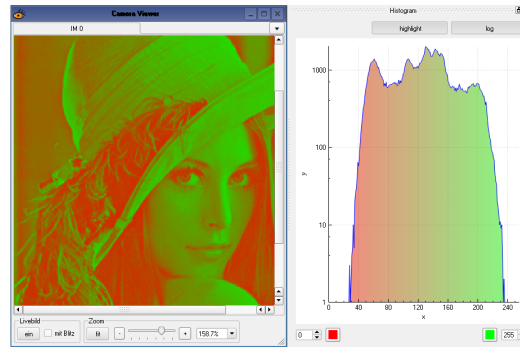 Camera Viewer
IM 0
Livebild
ein
mit Blitz
Zoom
fit
-
+
158.7%
Histogram
highlight
log
1000
100
10
1
y
0
40
80
120
160
200
240
x
0
255